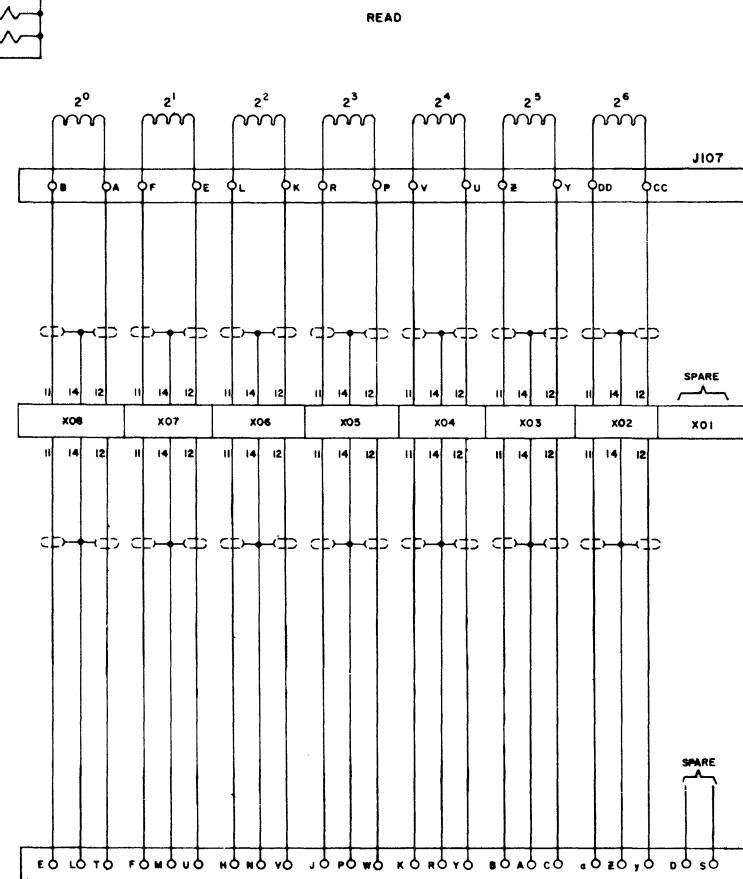 READ
2⁰ 2¹ 2² 2³ 2⁴ 2⁵ 2⁶
J107
B A F E L K R P V U Z Y DD CC
SPARE
11 14 12 11 14 12 11 14 12 11 14 12 11 14 12 11 14 12 11 14 12
X08 X07 X06 X05 X04 X03 X02 X01
11 14 12 11 14 12 11 14 12 11 14 12 11 14 12 11 14 12 11 14 12
SPARE
E L T F M U H N V J P W K R Y B A C a Z y D S